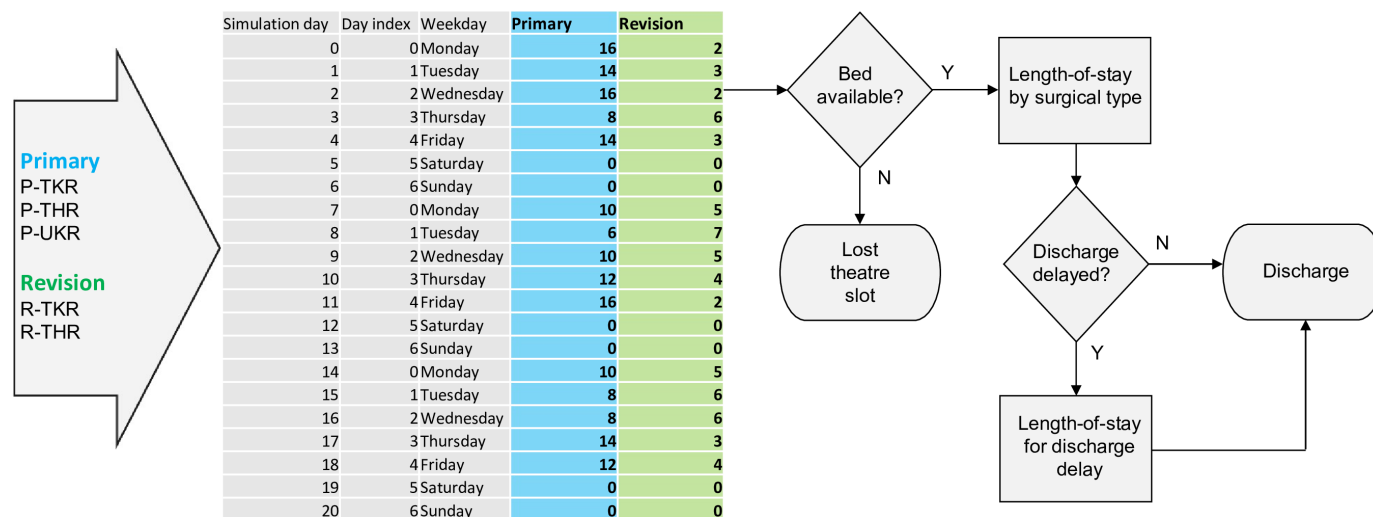 Primary
P-TKR
P-THR
P-UKR
Revision
R-TKR
R-THR
Simulation day Day index Weekday Primary Revision
0 0 Monday 16 2
1 1 Tuesday 14 3
2 2 Wednesday 16 2
3 3 Thursday 8 6
4 4 Friday 14 3
5 5 Saturday 0 0
6 6 Sunday 0 0
7 0 Monday 10 5
8 1 Tuesday 6 7
9 2 Wednesday 10 5
10 3 Thursday 12 4
11 4 Friday 16 2
12 5 Saturday 0 0
13 6 Sunday 0 0
14 0 Monday 10 5
15 1 Tuesday 8 6
16 2 Wednesday 8 6
17 3 Thursday 14 3
18 4 Friday 12 4
19 5 Saturday 0 0
20 6 Sunday 0 0
Bed
available?
Y
N
Lost
theatre
slot
Length-of-stay
by surgical type
Discharge
delayed?
N
Y
Discharge
Length-of-stay
for discharge
delay